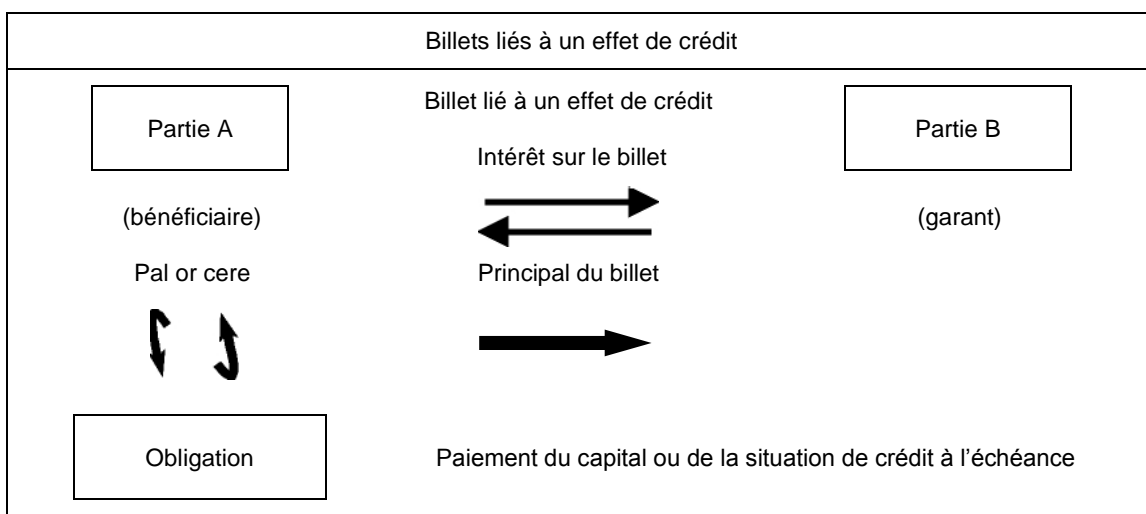 Billets liés à un effet de crédit
Billet lié à un effet de crédit
Partie A
Partie B
Intérêt sur le billet
(bénéficiaire)
(garant)
Pal or cere
Principal du billet
Obligation
Paiement du capital ou de la situation de crédit à l’échéance